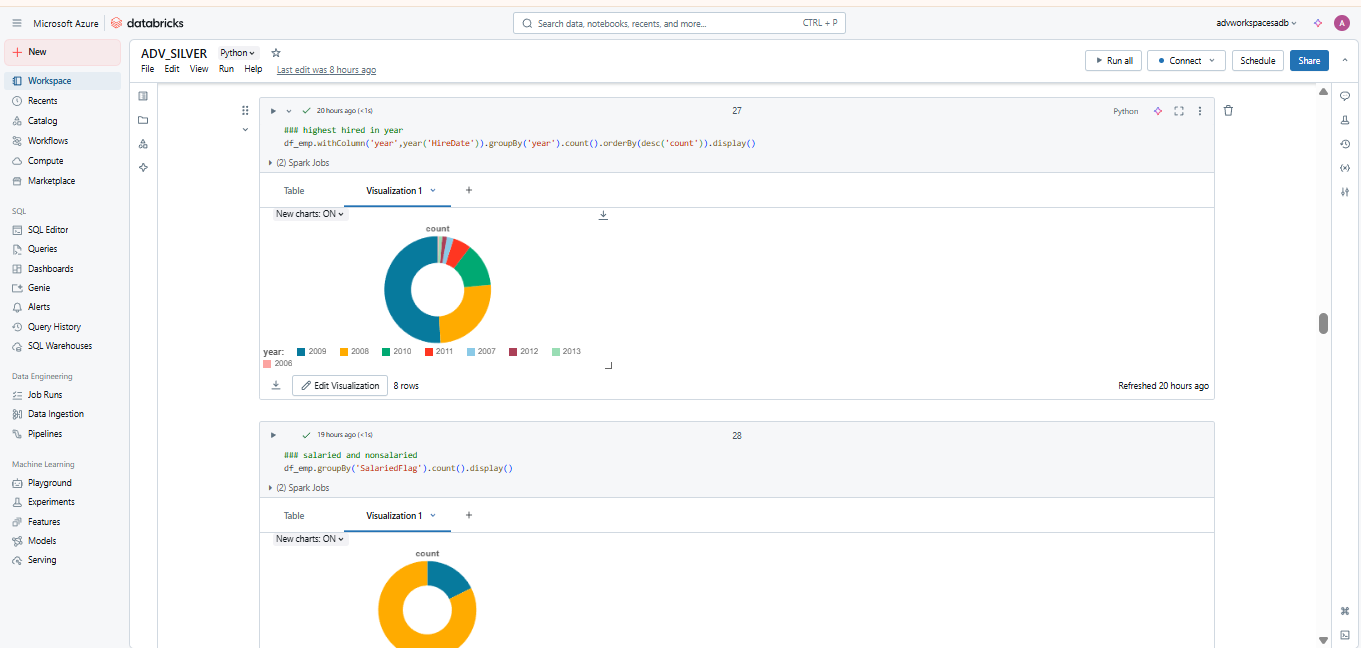 Microsoft Azure
databricks
Search data, notebooks, recents, and more...
CTRL + P
advworkspacesadb
A
New
Workspace
Recents
Catalog
Workflows
Compute
Marketplace
SQL
SQL Editor
Queries
Dashboards
Genie
Alerts
Query History
SQL Warehouses
Data Engineering
Job Runs
Data Ingestion
Pipelines
Machine Learning
Playground
Experiments
Features
Models
Serving
ADV_SILVER
Python
File Edit View Run Help
Last edit was 8 hours ago
Run all
Connect
Schedule
Share
20 hours ago (<1s)
27
Python
### highest hired in year
df_emp.withColumn('year',year('HireDate')).groupBy('year').count().orderBy(desc('count')).display()
(2) Spark Jobs
Table
Visualization 1
+
New charts: ON
count
year: 2009 2008 2010 2011 2007 2012 2013
2006
Edit Visualization
8 rows
Refreshed 20 hours ago
19 hours ago (<1s)
28
### salaried and nonsalaried
df_emp.groupBy('SalariedFlag').count().display()
(2) Spark Jobs
Table
Visualization 1
+
New charts: ON
count